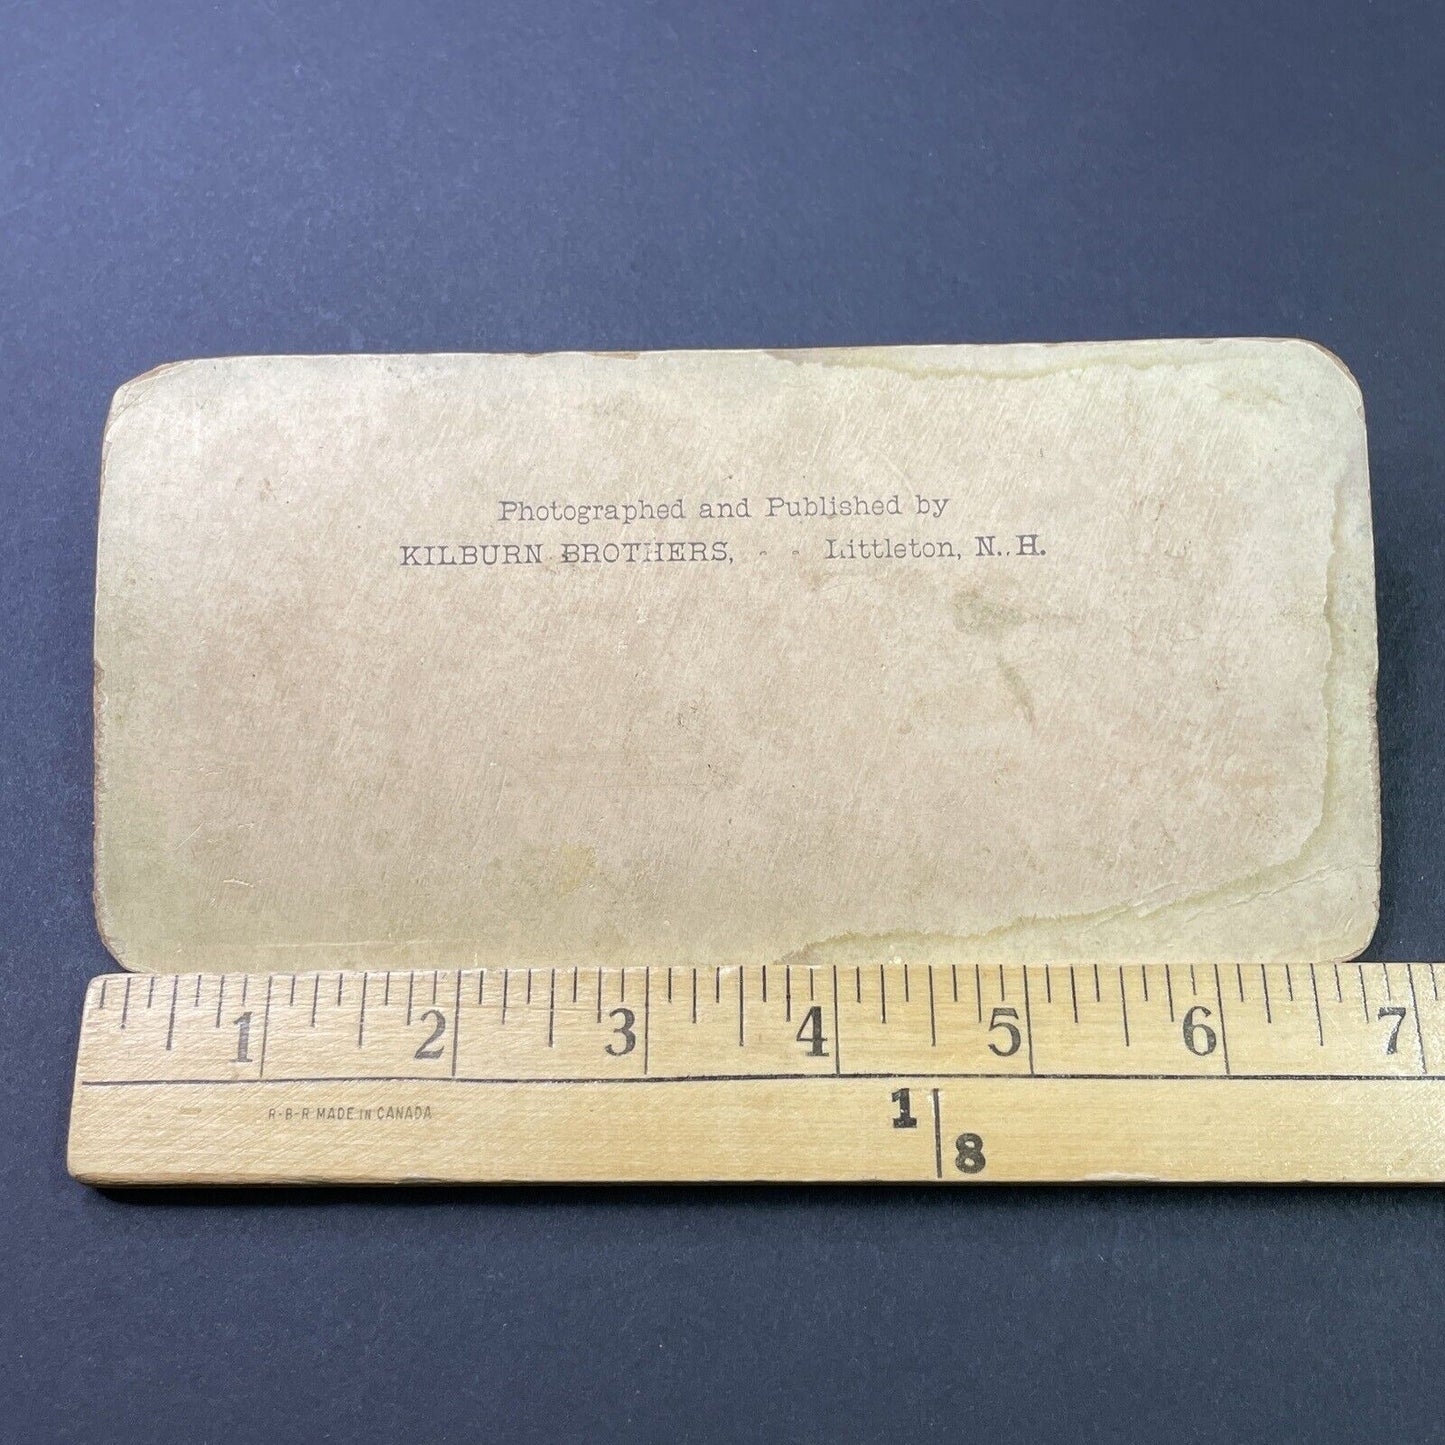 Photographed and Published by
KILBURN BROTHERS, - - Littleton, N. H.
1 2 3 4 5 6 7
R-B-R MADE IN CANADA
1
8